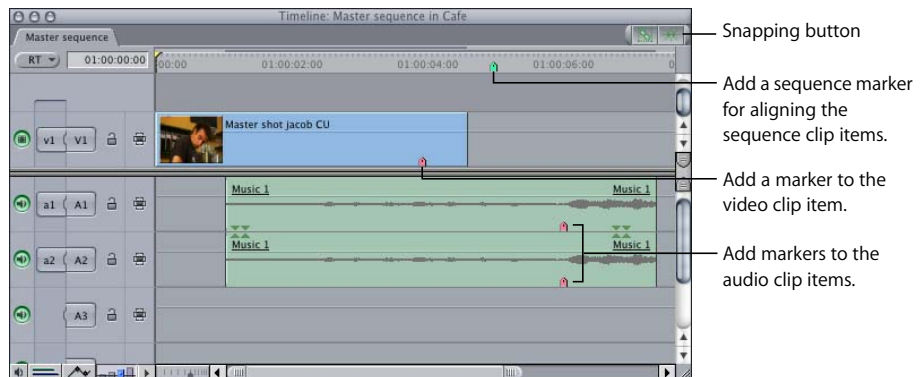 Timeline: Master sequence in Cafe
Master sequence
RT
01:00:00:00
00:00
01:00:02:00
01:00:04:00
01:00:06:00
0
v1
V1
Master shot jacob CU
a1
A1
Music 1
Music 1
a2
A2
Music 1
Music 1
A3
Snapping button
Add a sequence marker
for aligning the
sequence clip items.
Add a marker to the
video clip item.
Add markers to the
audio clip items.